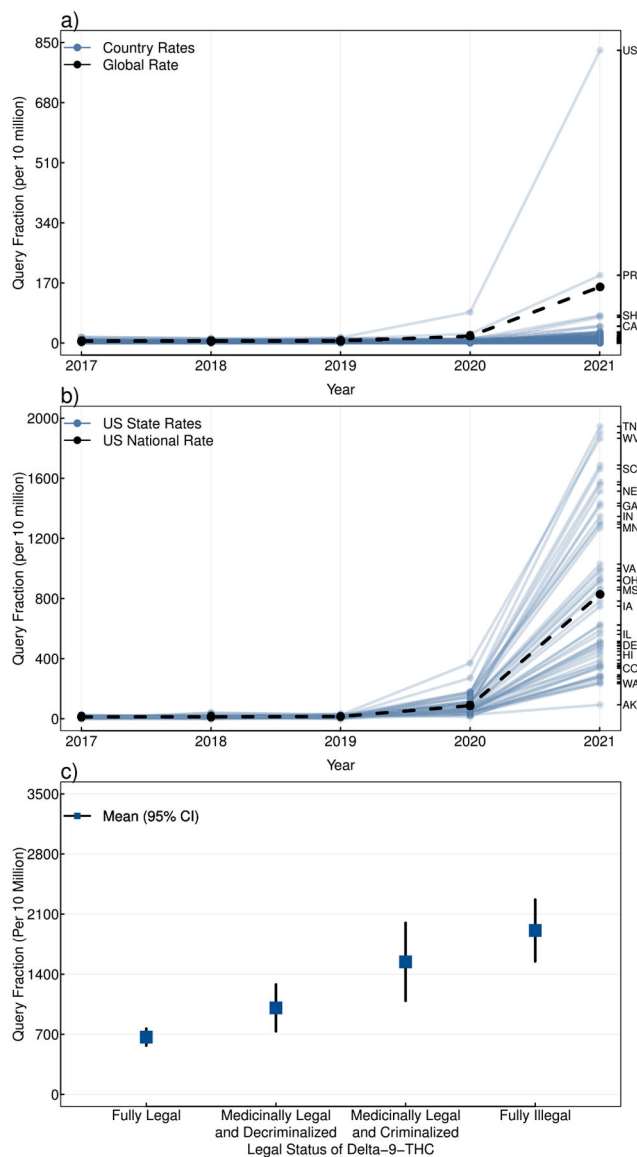 a)
850
680
510
340
170
0
Query Fraction (per 10 million)
Country Rates
Global Rate
US
PR
SH
CA
2017 2018 2019 2020 2021
Year
b)
2000
1600
1200
800
400
0
Query Fraction (per 10 million)
US State Rates
US National Rate
TN
WV
SC
NE
GA
IN
MN
VA
OH
MS
IA
IL
DE
HI
CO
WA
AK
2017 2018 2019 2020 2021
Year
c)
3500
2800
2100
1400
700
0
Query Fraction (Per 10 Million)
Mean (95% CI)
Fully Legal Medicinally Legal Medicinally Legal Fully Illegal
and Decriminalized and Criminalized
Legal Status of Delta−9−THC